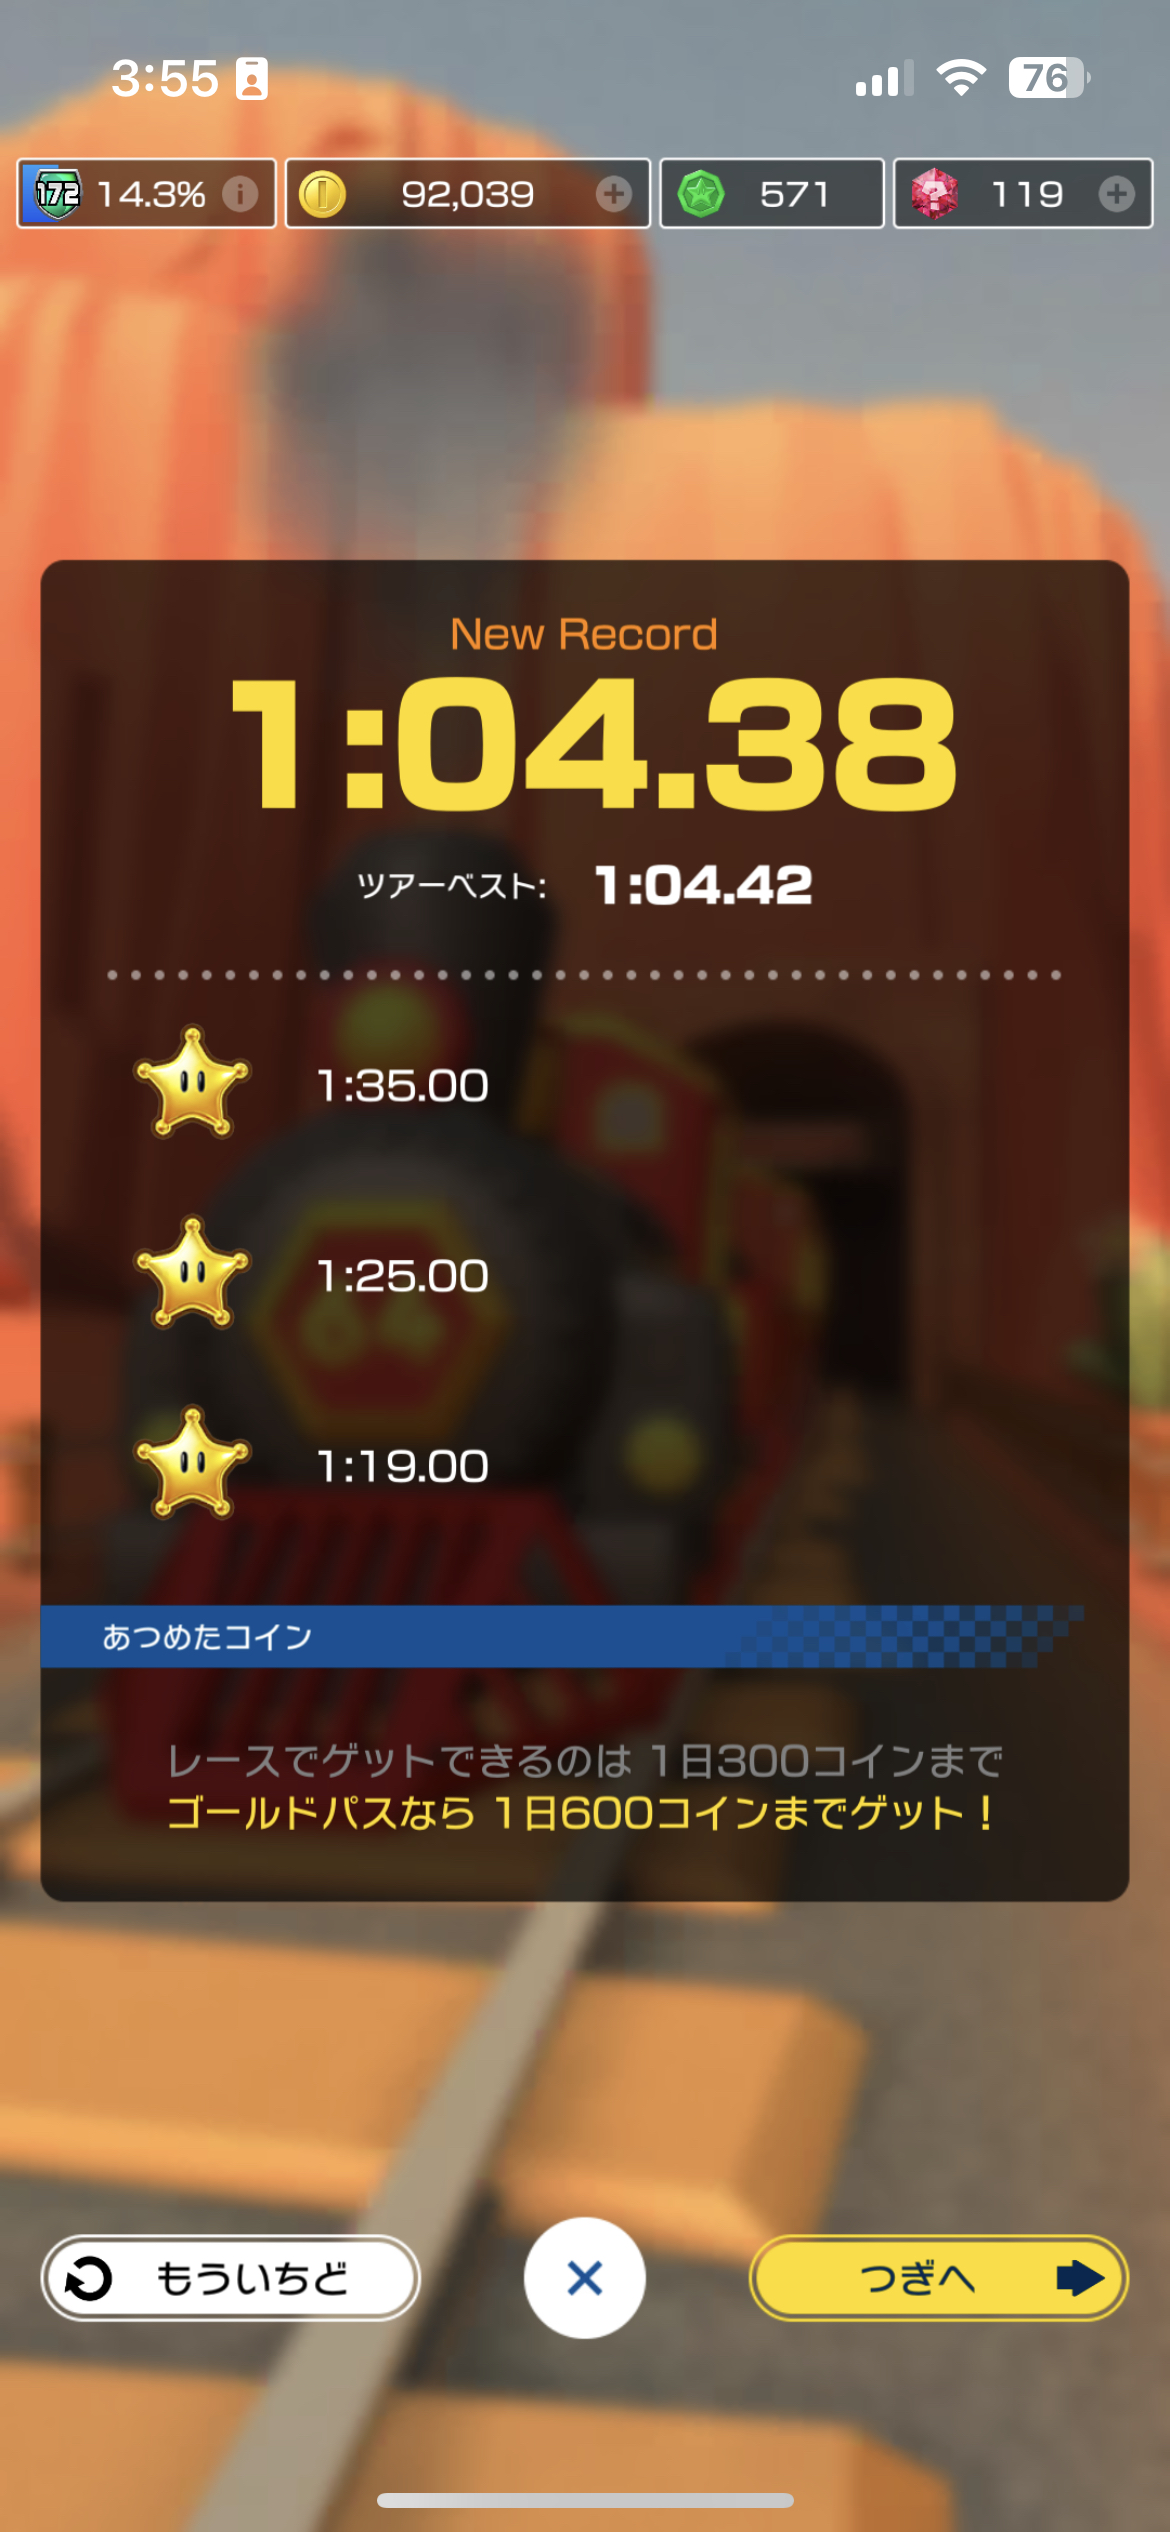 3:55
76
172 14.3% i
92,039 +
571
119 +
New Record
1:04.38
ツアーベスト: 1:04.42
1:35.00
1:25.00
1:19.00
64
あつめたコイン
レースでゲットできるのは 1日300コインまで
ゴールドパスなら 1日600コインまでゲット!
もういちど
×
つぎへ